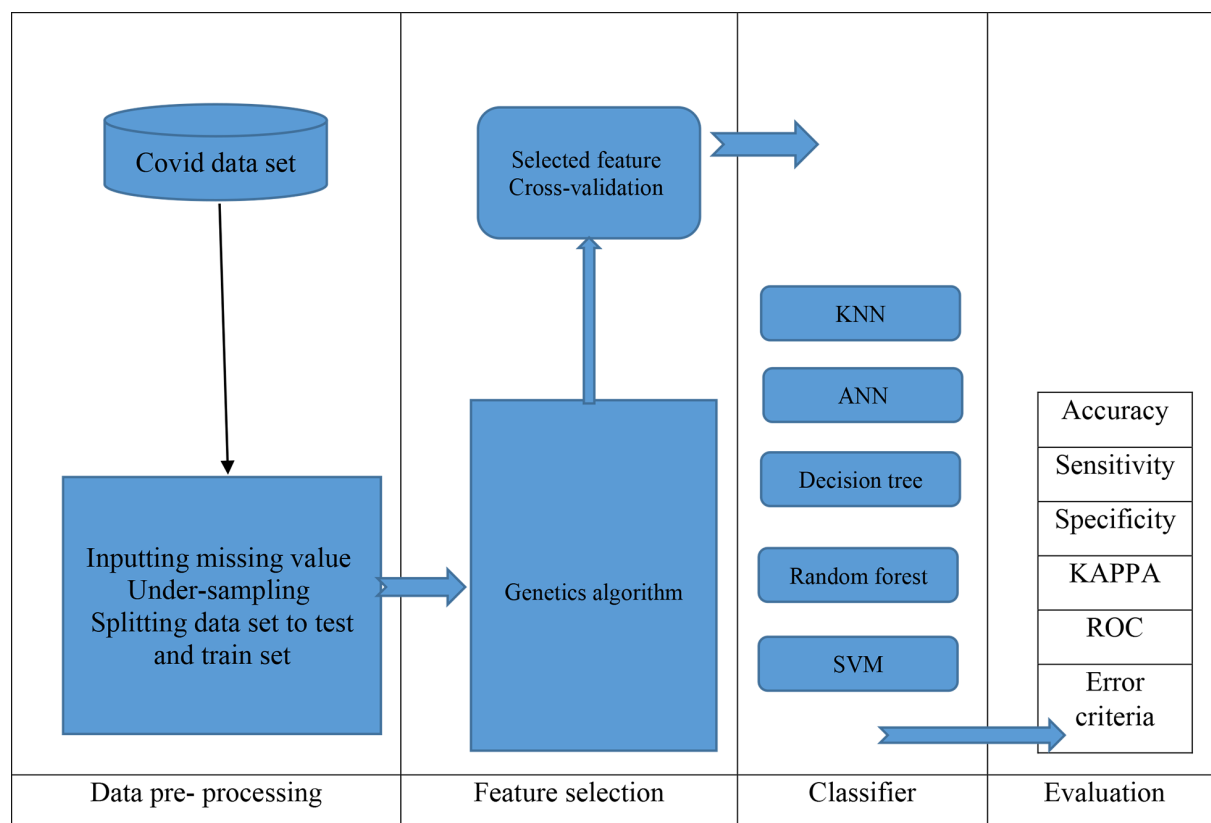 Covid data set
Inputting missing value
Under-sampling
Splitting data set to test
and train set
Selected feature
Cross-validation
Genetics algorithm
KNN
ANN
Decision tree
Random forest
SVM
Accuracy
Sensitivity
Specificity
KAPPA
ROC
Error
criteria
Data pre- processing
Feature selection
Classifier
Evaluation